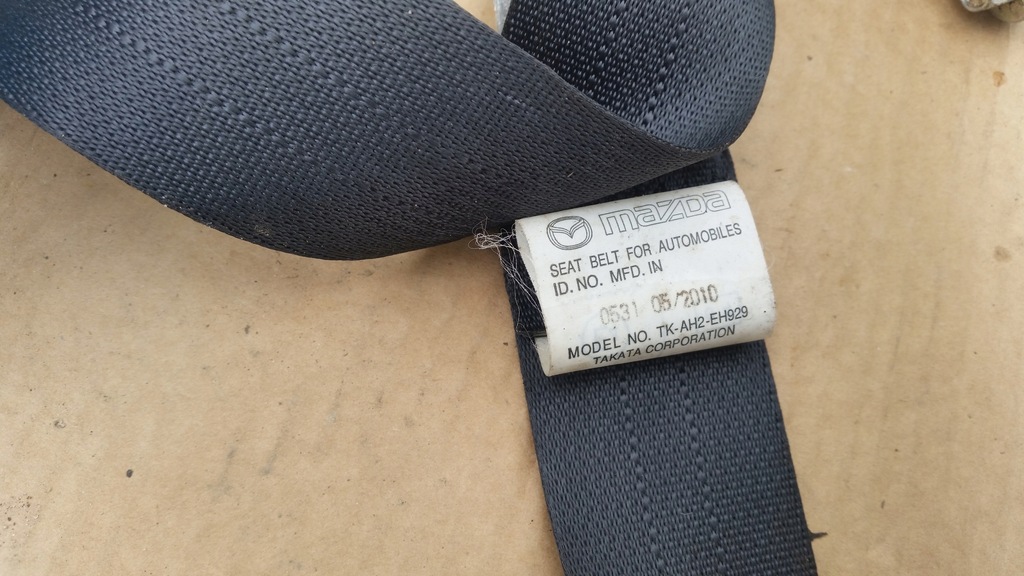 mazda
SEAT BELT FOR AUTOMOBILES
ID. NO. MFD. IN
0531 05/2010
MODEL NO. TK-AH2-EH929
TAKATA CORPORATION